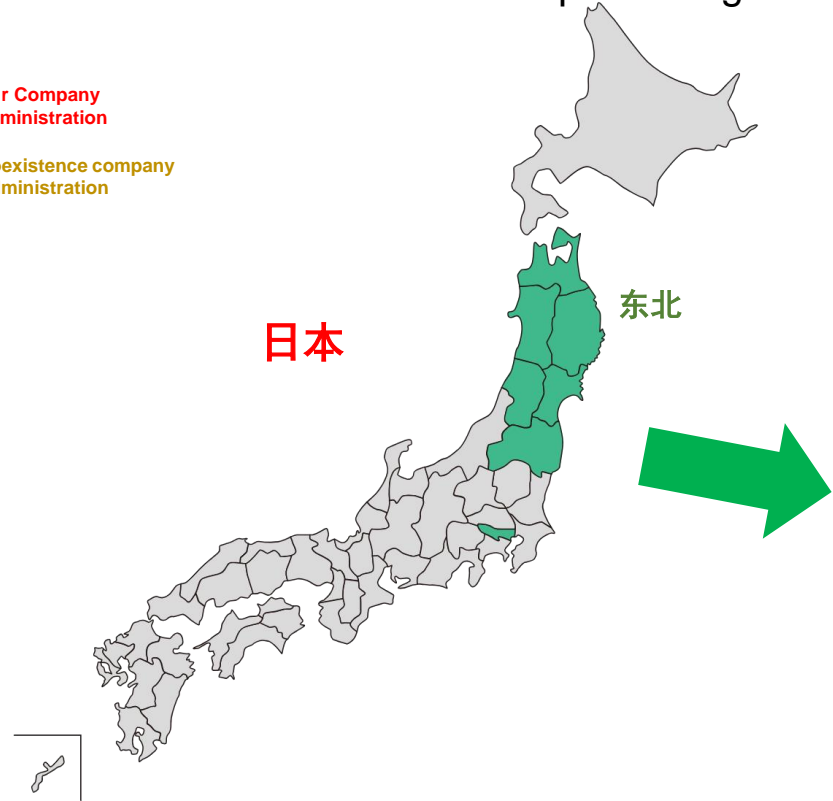 r Company
ministration
existence company
ministration
东北
日本